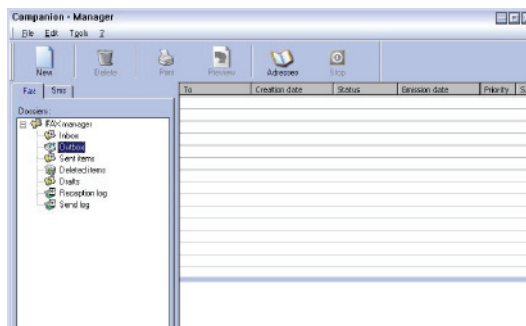 Companion - Manager
File Edit Tools ?
New Delete Print Preview Adresses Stop
Fax Sms
To Creation date Status Emission date Priority S
Dossiers:
FAX manager
Inbox
Outbox
Sent items
Deleted items
Drafts
Reception log
Send log